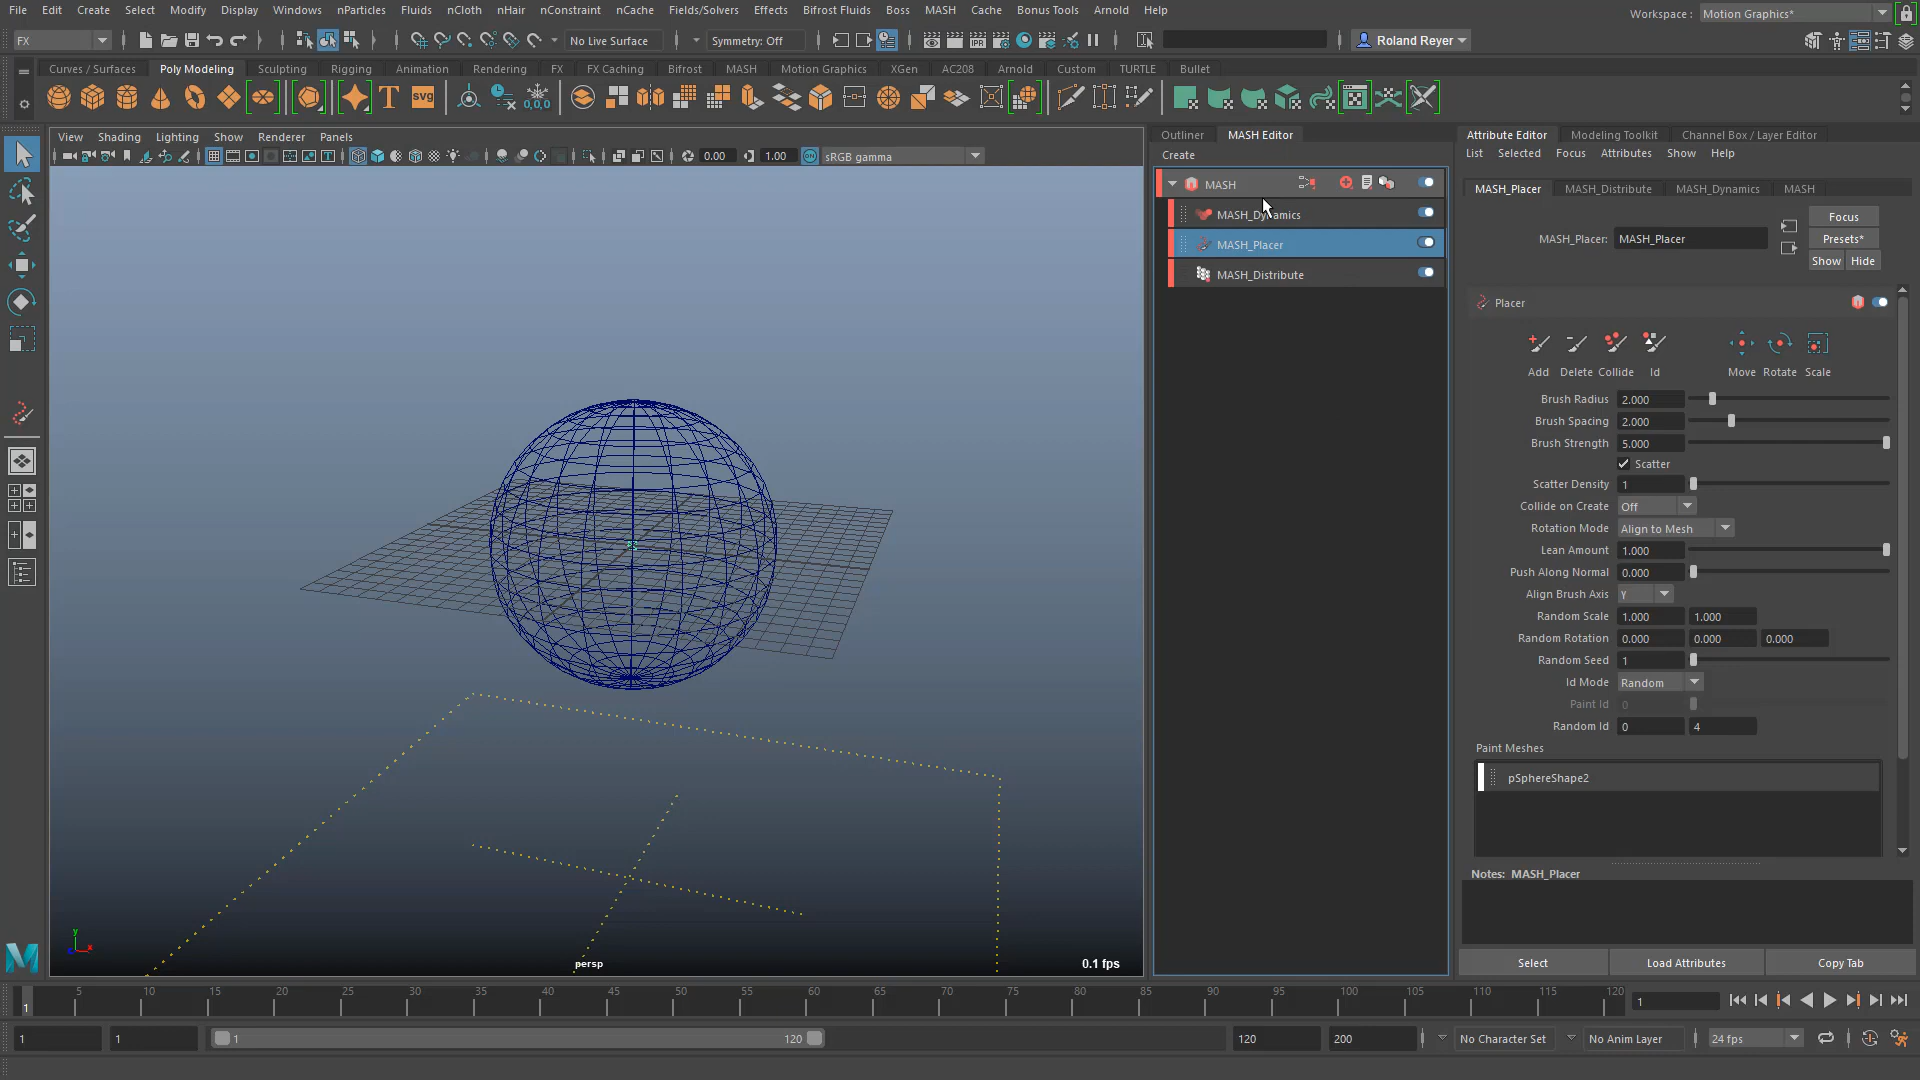 File Edit Create Select Modify Display Windows nParticles Fluids nCloth nHair nConstraint nCache Fields/Solvers Effects Bifrost Fluids Boss MASH Cache Bonus Tools Arnold Help
Workspace : Motion Graphics*
FX No Live Surface Symmetry: Off Roland Reyer
Curves / Surfaces Poly Modeling Sculpting Rigging Animation Rendering FX FX Caching Bifrost MASH Motion Graphics XGen AC208 Arnold Custom TURTLE Bullet
T svg 0,0,0
View Shading Lighting Show Renderer Panels
0.00 1.00 sRGB gamma
Outliner MASH Editor
Create
MASH
MASH_Dynamics
MASH_Placer
MASH_Distribute
Attribute Editor Modeling Toolkit Channel Box / Layer Editor
List Selected Focus Attributes Show Help
MASH_Placer MASH_Distribute MASH_Dynamics MASH
Focus
MASH_Placer: MASH_Placer Presets*
Show Hide
Placer
Add Delete Collide Id Move Rotate Scale
Brush Radius 2.000
Brush Spacing 2.000
Brush Strength 5.000
Scatter
Scatter Density 1
Collide on Create Off
Rotation Mode Align to Mesh
Lean Amount 1.000
Push Along Normal 0.000
Align Brush Axis Y
Random Scale 1.000 1.000
Random Rotation 0.000 0.000 0.000
Random Seed 1
Id Mode Random
Paint Id 0
Random Id 0 4
Paint Meshes
pSphereShape2
Notes: MASH_Placer
Select Load Attributes Copy Tab
y x
persp
0.1 fps
1 5 10 15 20 25 30 35 40 45 50 55 60 65 70 75 80 85 90 95 100 105 110 115 120 1
1 1 1 120 120 200 No Character Set No Anim Layer 24 fps